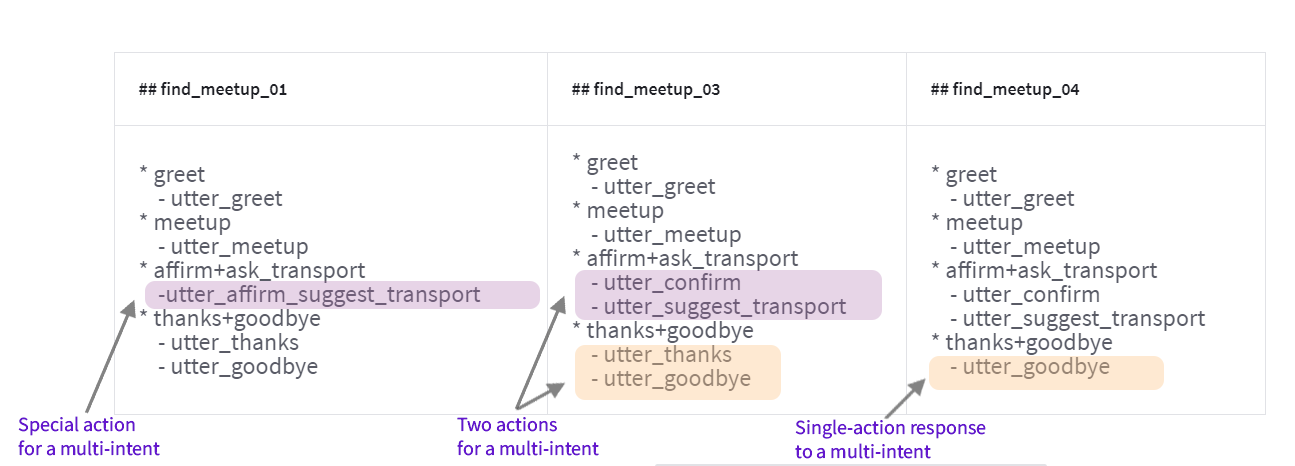 ## find_meetup_01
* greet
- utter_greet
* meetup
- utter_meetup
* affirm+ask_transport
-utter_affirm_suggest_transport
* thanks+goodbye
- utter_thanks
- utter_goodbye
Special action
for a multi-intent
## find_meetup_03
* greet
- utter_greet
* meetup
- utter_meetup
* affirm+ask_transport
- utter_confirm
- utter_suggest_transport
* thanks+goodbye
- utter_thanks
- utter_goodbye
Two actions
for a multi-intent
## find_meetup_04
* greet
- utter_greet
* meetup
- utter_meetup
* affirm+ask_transport
- utter_confirm
- utter_suggest_transport
* thanks+goodbye
- utter_goodbye
Single-action response
to a multi-intent